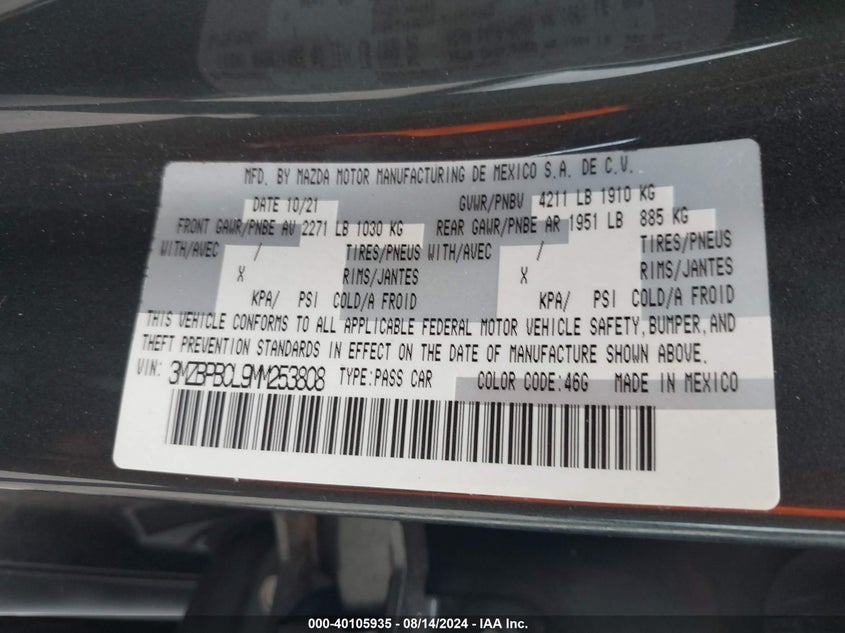 MFD. BY MAZDA MOTOR MANUFACTURING DE MEXICO S.A. DE C.V.
DATE 10/21 GVWR/PNBV 4211 LB 1910 KG
FRONT GAWR/PNBE AV 2271 LB 1030 KG REAR GAWR/PNBE AR 1951 LB 885 KG
WITH/AVEC / TIRES/PNEUS WITH/AVEC / TIRES/PNEUS
X RIMS/JANTES X RIMS/JANTES
KPA/ PSI COLD/A FROID KPA/ PSI COLD/A FROID
THIS VEHICLE CONFORMS TO ALL APPLICABLE FEDERAL MOTOR VEHICLE SAFETY, BUMPER, AND
THEFT PREVENTION STANDARDS IN EFFECT ON THE DATE OF MANUFACTURE SHOWN ABOVE.
VIN: 3MZBPBCL9MM253808 TYPE:PASS CAR COLOR CODE:46G MADE IN MEXICO
000-40105935 - 08/14/2024 - IAA Inc.